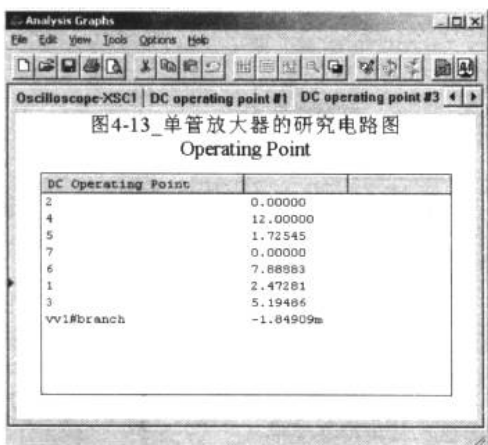 Analysis Graphs
File Edit View Tools Options Help
Oscilloscope-XSC1 DC operating point #1 DC operating point #3
图4-13_单管放大器的研究电路图
Operating Point
DC Operating Point
2 0.00000
4 12.00000
5 1.72545
7 0.00000
6 7.88883
1 2.47281
3 5.19486
vv1#branch -1.84909m